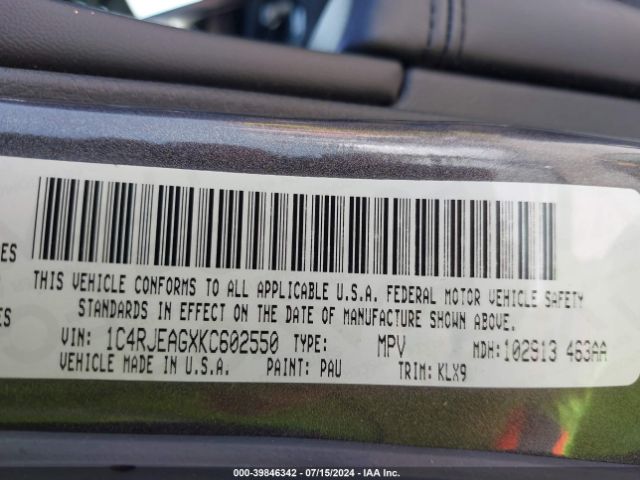 ES
THIS VEHICLE CONFORMS TO ALL APPLICABLE U.S.A. FEDERAL MOTOR VEHICLE SAFETY
STANDARDS IN EFFECT ON THE DATE OF MANUFACTURE SHOWN ABOVE.
ES
VIN: 1C4RJEAGXKC602550 TYPE: MPV MDH:102913 463AA
VEHICLE MADE IN U.S.A. PAINT: PAU TRIM: KLX9
000-39846342 - 07/15/2024 - IAA Inc.